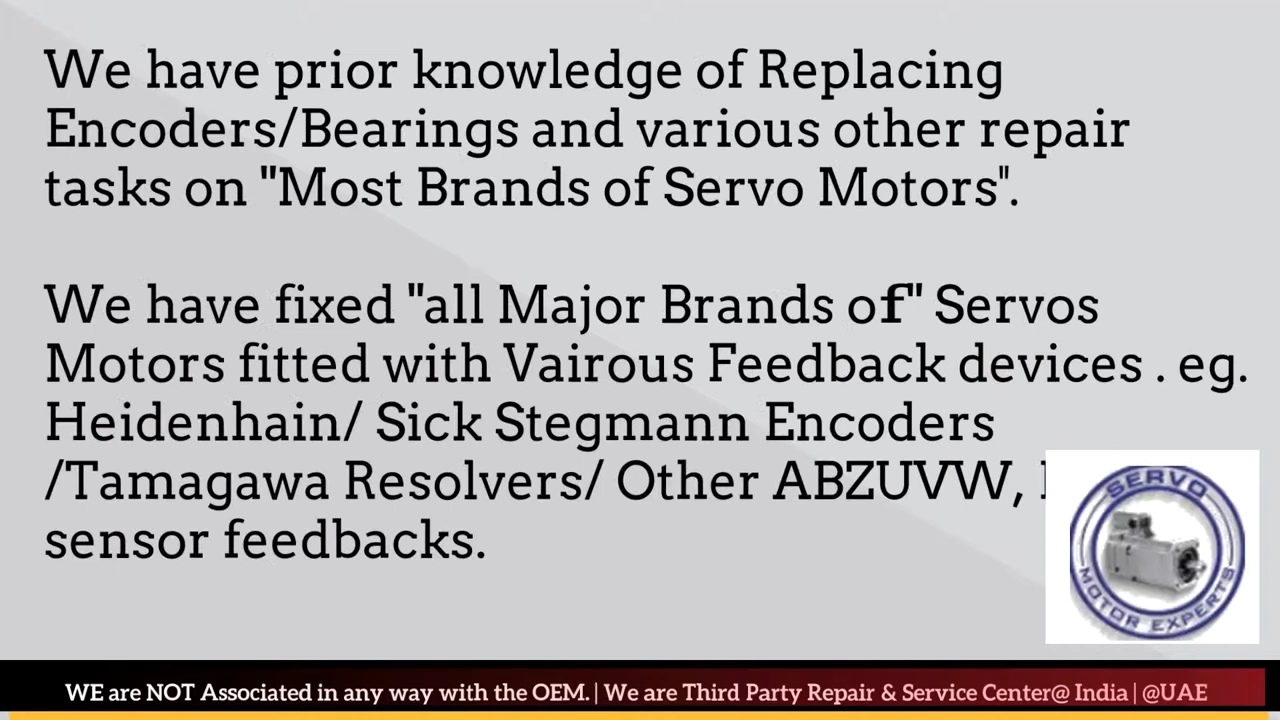 We have prior knowledge of Replacing
Encoders/Bearings and various other repair
tasks on "Most Brands of Servo Motors".
We have fixed "all Major Brands of" Servos
Motors fitted with Vairous Feedback devices . eg.
Heidenhain/ Sick Stegmann Encoders
/Tamagawa Resolvers/ Other ABZUVW,
sensor feedbacks.
SERVO
MOTOR EXPERTS
WE are NOT Associated in any way with the OEM. | We are Third Party Repair & Service Center@ India | @UAE